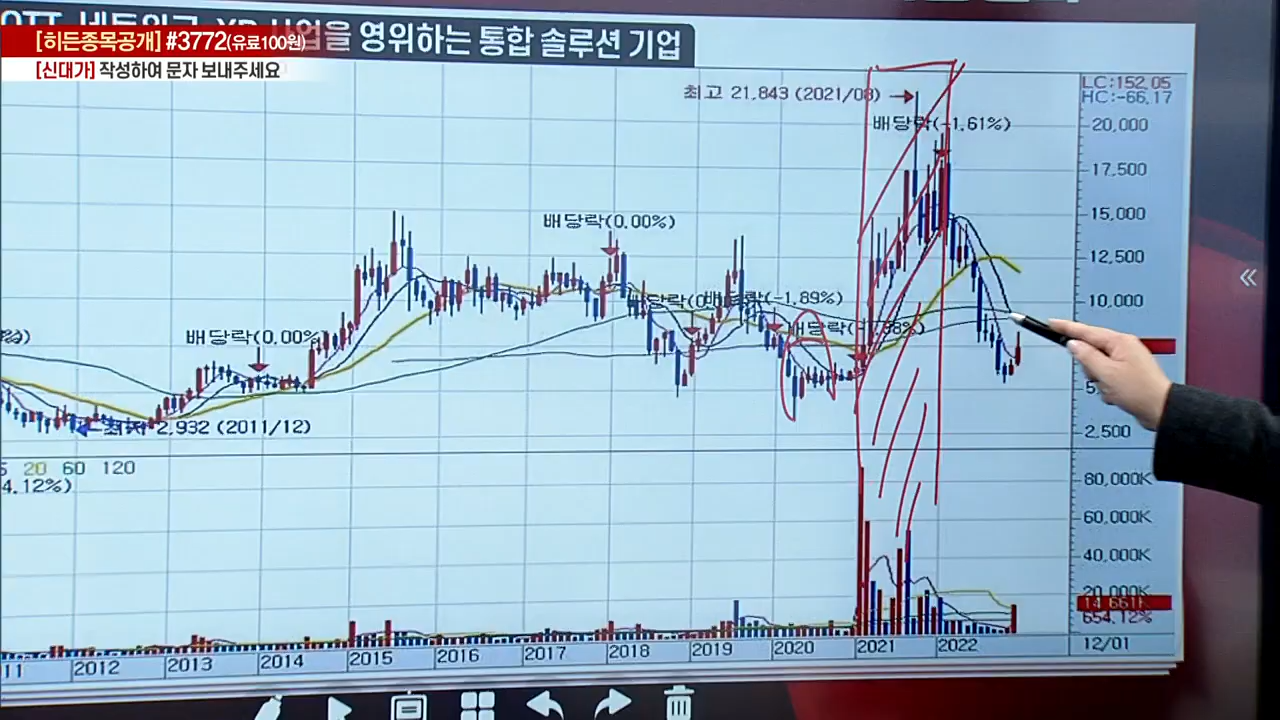 [히든종목공개] #3772(유료100원)
[신대가] 작성하여 문자 보내주세요
영위하는 통합 솔루션 기업
LC:152.05
HC:-66.17
최고 21,843 (2021/08)
배당락(-1.61%)
20,000
17,500
15,000
배당락(0.00%)
12,500
배당락(-1.89%)
10,000
배당락(0.00%)
2,932 (2011/12)
2,500
20 60 120
4.12%)
80,000K
60,000K
40,000K
20,000K
14,661K
654.12%
11 2012 2013 2014 2015 2016 2017 2018 2019 2020 2021 2022 12/01